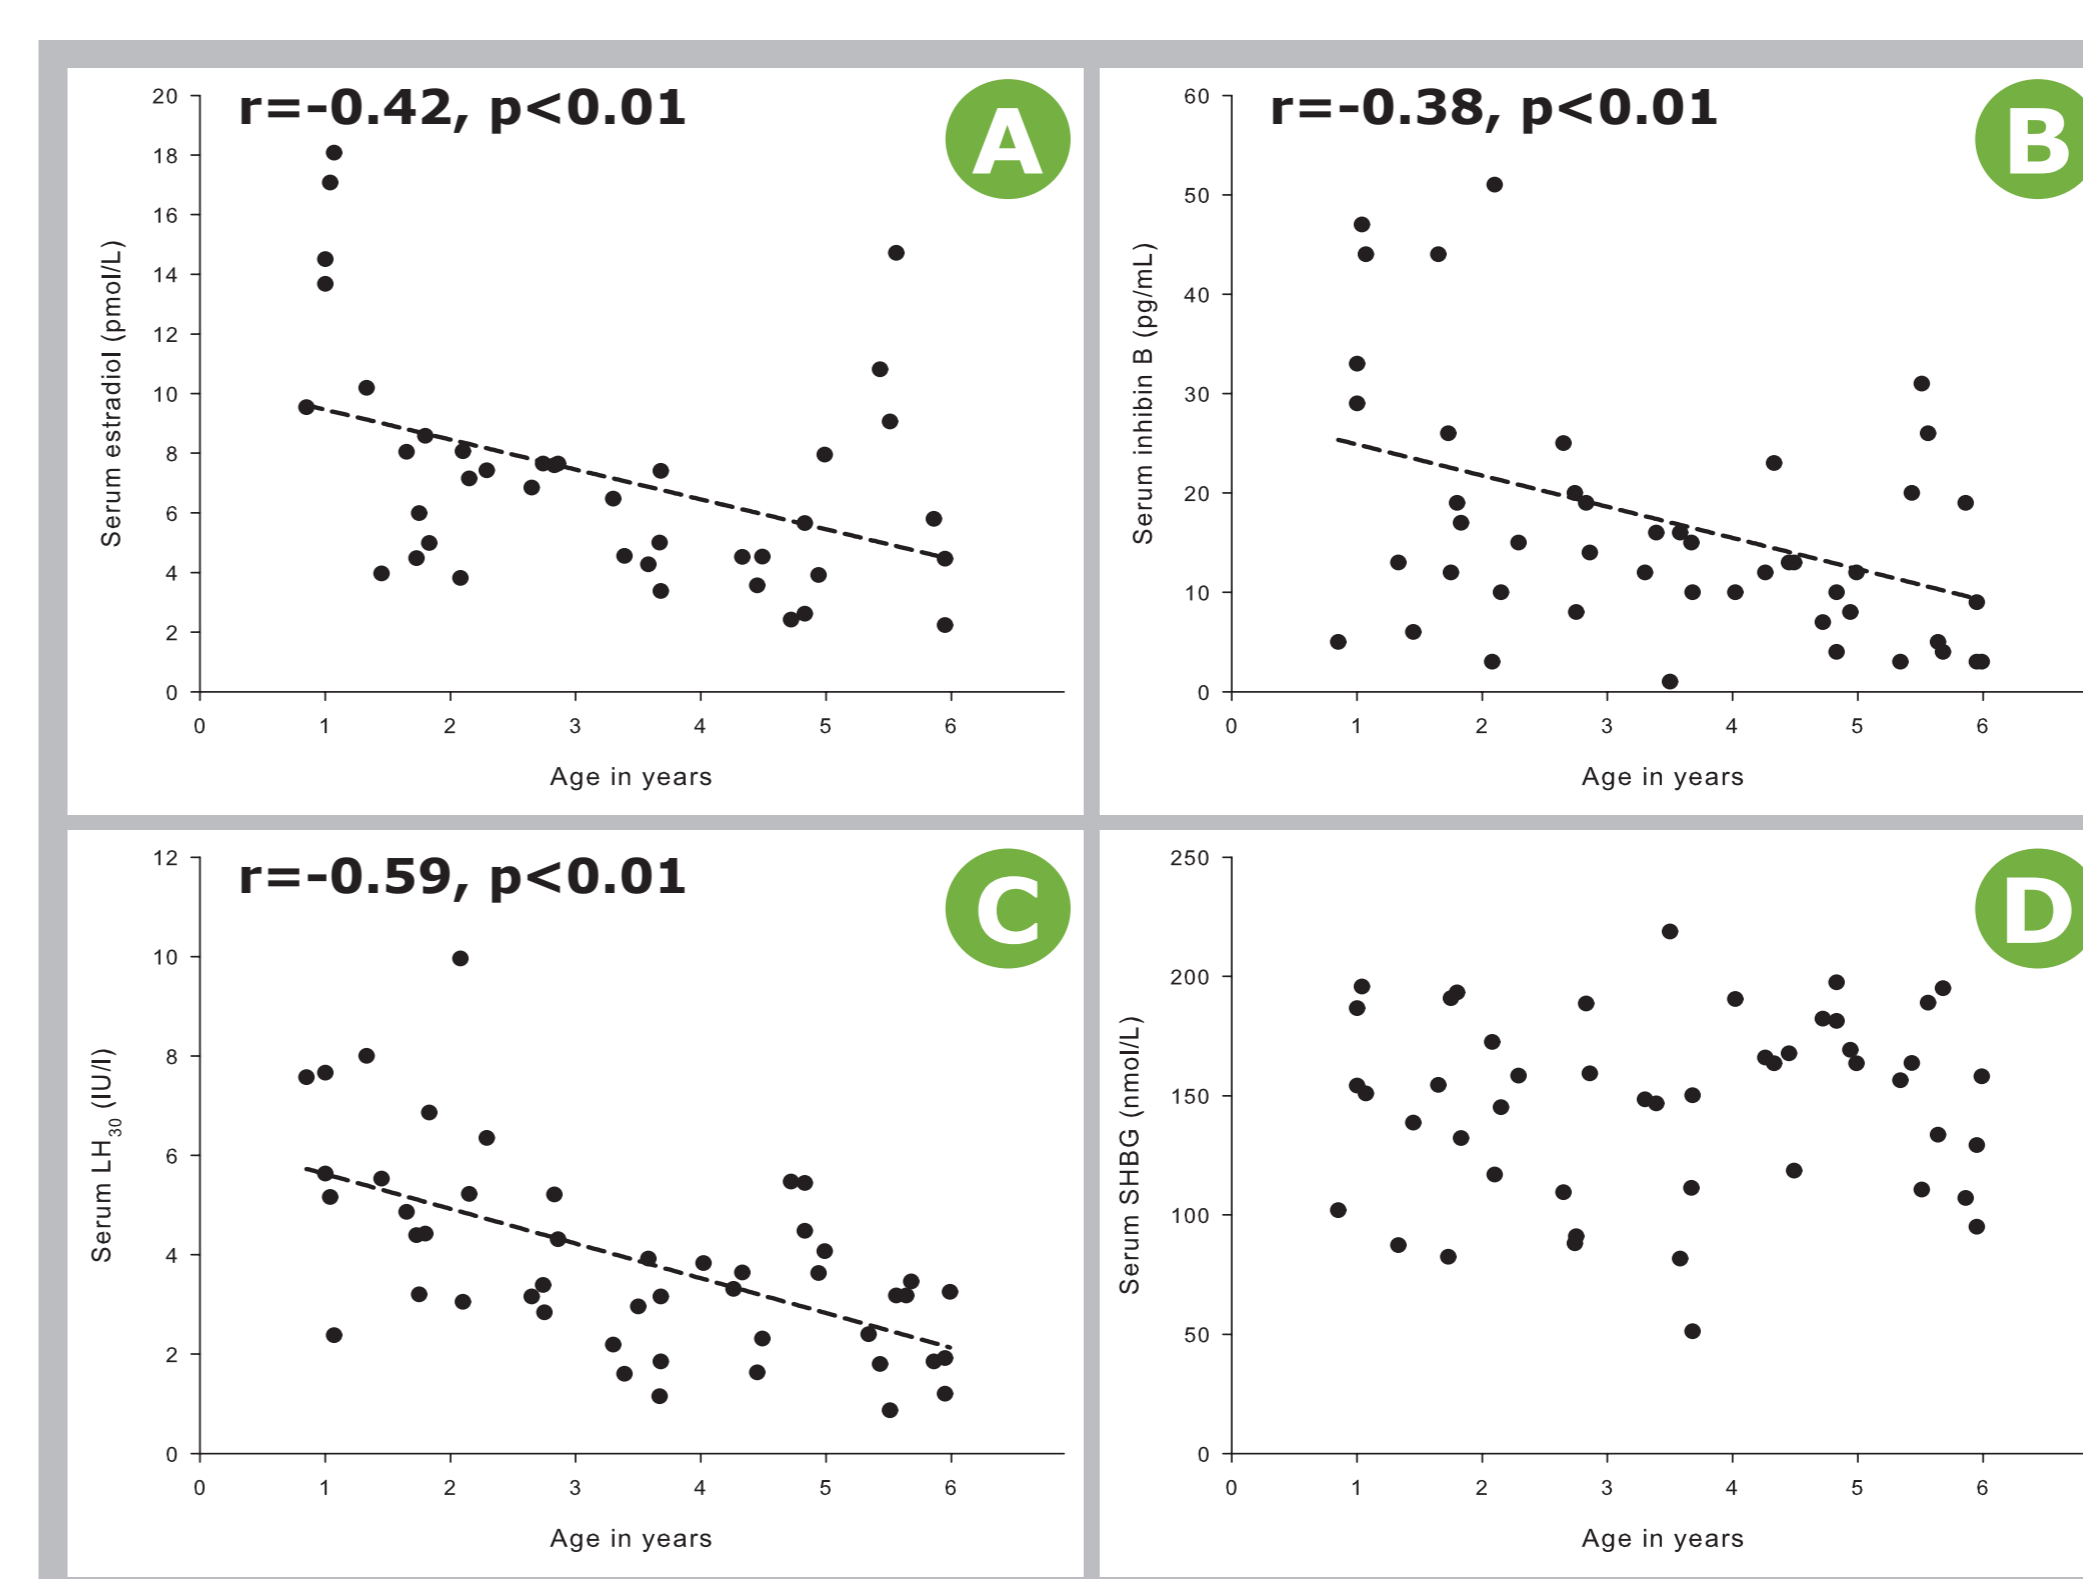 r=-0.42, p<0.01
A
20
18
16
14
12
10
8
6
4
2
0
Serum estradiol (pmol/L)
0 1 2 3 4 5 6
Age in years
r=-0.38, p<0.01
B
60
50
40
30
20
10
0
Serum inhibin B (pg/mL)
0 1 2 3 4 5 6
Age in years
r=-0.59, p<0.01
C
12
10
8
6
4
2
0
Serum LH30 (IU/l)
0 1 2 3 4 5 6
Age in years
D
250
200
150
100
50
0
Serum SHBG (nmol/L)
0 1 2 3 4 5 6
Age in years